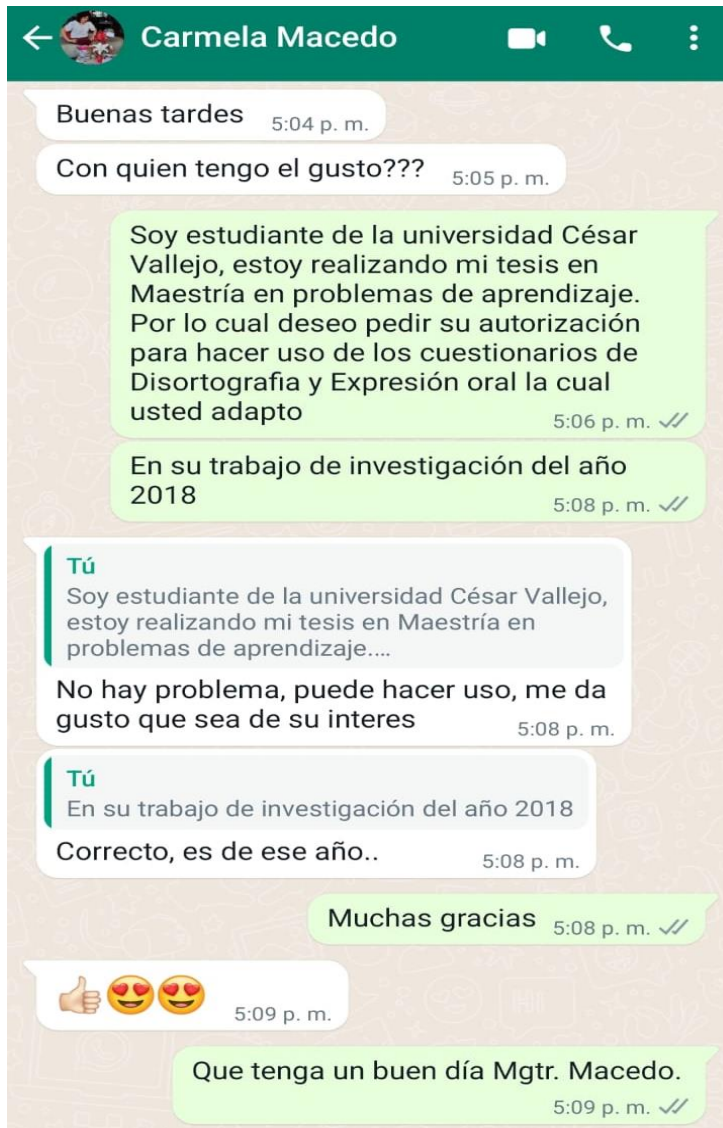 Carmela Macedo
Buenas tardes 5:04 p. m.
Con quien tengo el gusto??? 5:05 p. m.
Soy estudiante de la universidad César
Vallejo, estoy realizando mi tesis en
Maestría en problemas de aprendizaje.
Por lo cual deseo pedir su autorización
para hacer uso de los cuestionarios de
Disortografia y Expresión oral la cual
usted adapto 5:06 p. m.
En su trabajo de investigación del año
2018 5:08 p. m.
Tú
Soy estudiante de la universidad César Vallejo,
estoy realizando mi tesis en Maestría en
problemas de aprendizaje....
No hay problema, puede hacer uso, me da
gusto que sea de su interes 5:08 p. m.
Tú
En su trabajo de investigación del año 2018
Correcto, es de ese año.. 5:08 p. m.
Muchas gracias 5:08 p. m.
👍🏻😍😍 5:09 p. m.
Que tenga un buen día Mgtr. Macedo.
5:09 p. m.